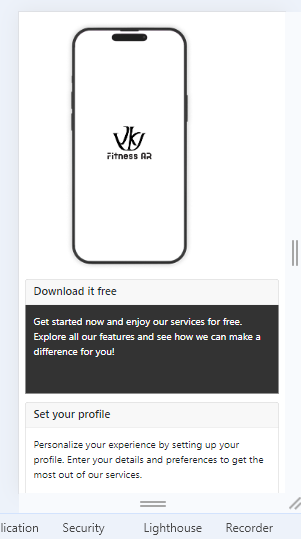 Fitness AR
Download it free
Get started now and enjoy our services for free.
Explore all our features and see how we can make a
difference for you!
Set your profile
Personalize your experience by setting up your
profile. Enter your details and preferences to get the
most out of our services.
lication Security Lighthouse Recorder